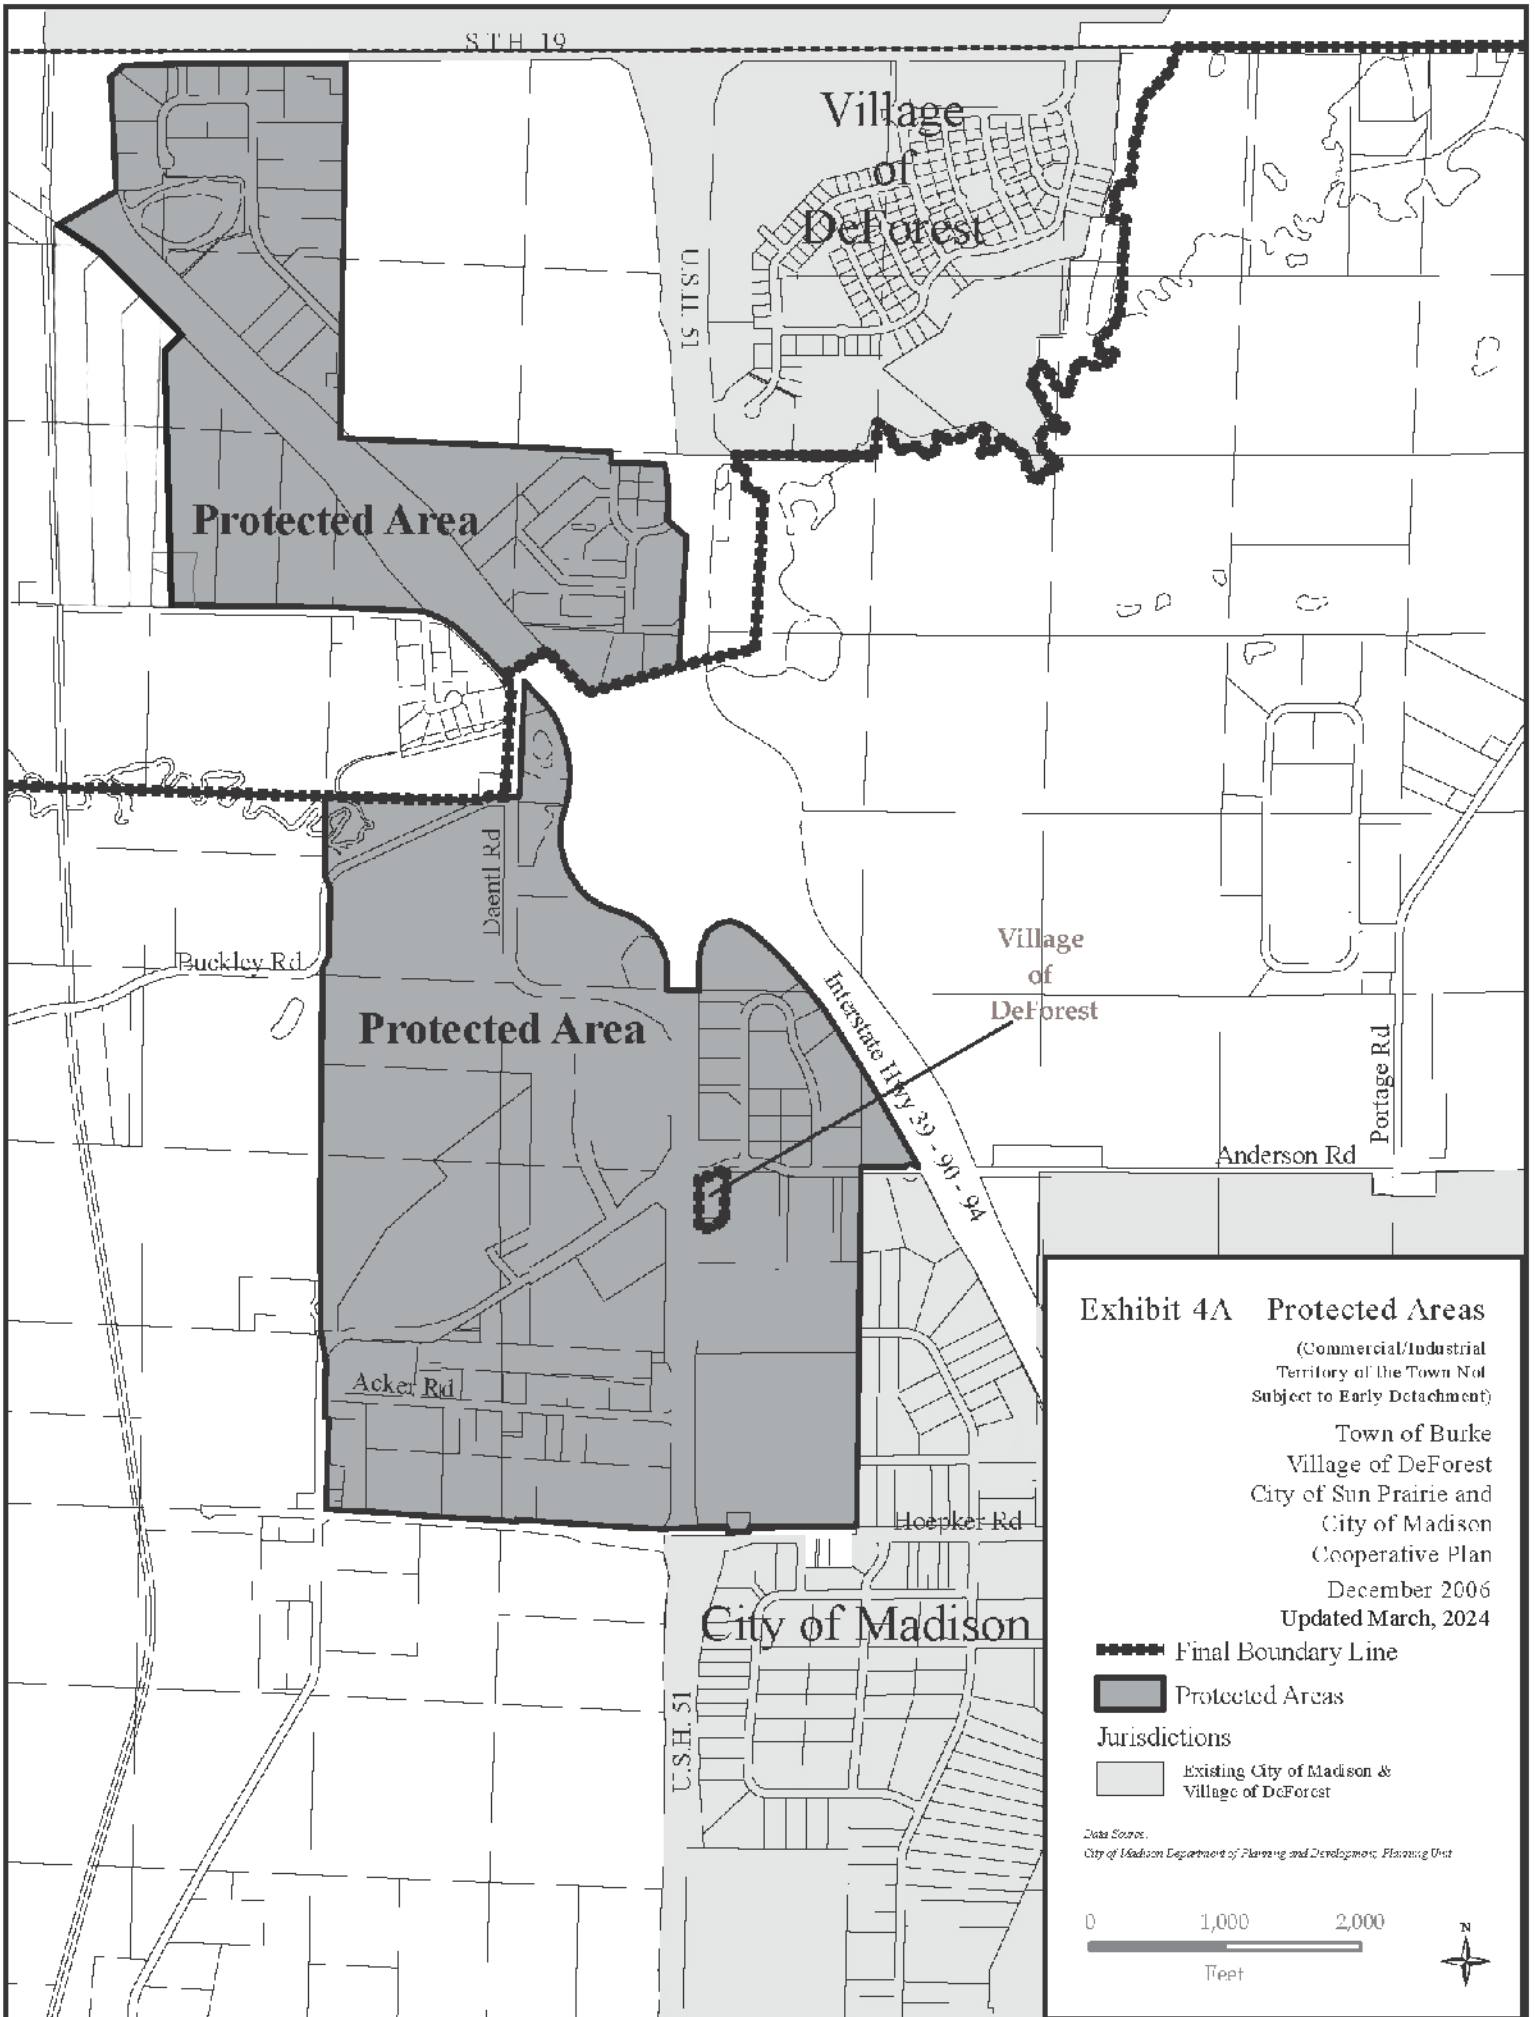 S.T.H. 19
Village
of
DeForest
U.S.H. 51
Protected Area
Daentl Rd
Buckley Rd
Village
of
DeForest
Interstate Hwy 39 - 90 - 94
Protected Area
Portage Rd
Anderson Rd
Acker Rd
Hoepker Rd
City of Madison
U.S.H. 51
Exhibit 4A Protected Areas
(Commercial/Industrial
Territory of the Town Not
Subject to Early Detachment)
Town of Burke
Village of DeForest
City of Sun Prairie and
City of Madison
Cooperative Plan
December 2006
Updated March, 2024
Final Boundary Line
Protected Areas
Jurisdictions
Existing City of Madison &
Village of DeForest
Data Source:
City of Madison Department of Planning and Development, Planning Unit
0 1,000 2,000
Feet
N